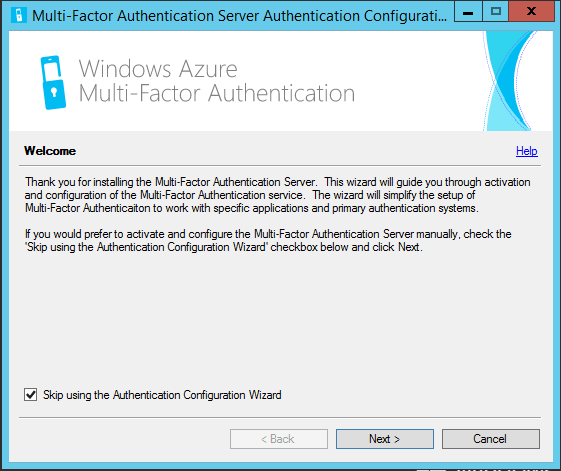 Multi-Factor Authentication Server Authentication Configurati...
Windows Azure
Multi-Factor Authentication
Welcome
Help
Thank you for installing the Multi-Factor Authentication Server. This wizard will guide you through activation
and configuration of the Multi-Factor Authentication service. The wizard will simplify the setup of
Multi-Factor Authenticaiton to work with specific applications and primary authentication systems.
If you would prefer to activate and configure the Multi-Factor Authentication Server manually, check the
'Skip using the Authentication Configuration Wizard' checkbox below and click Next.
Skip using the Authentication Configuration Wizard
< Back
Next >
Cancel